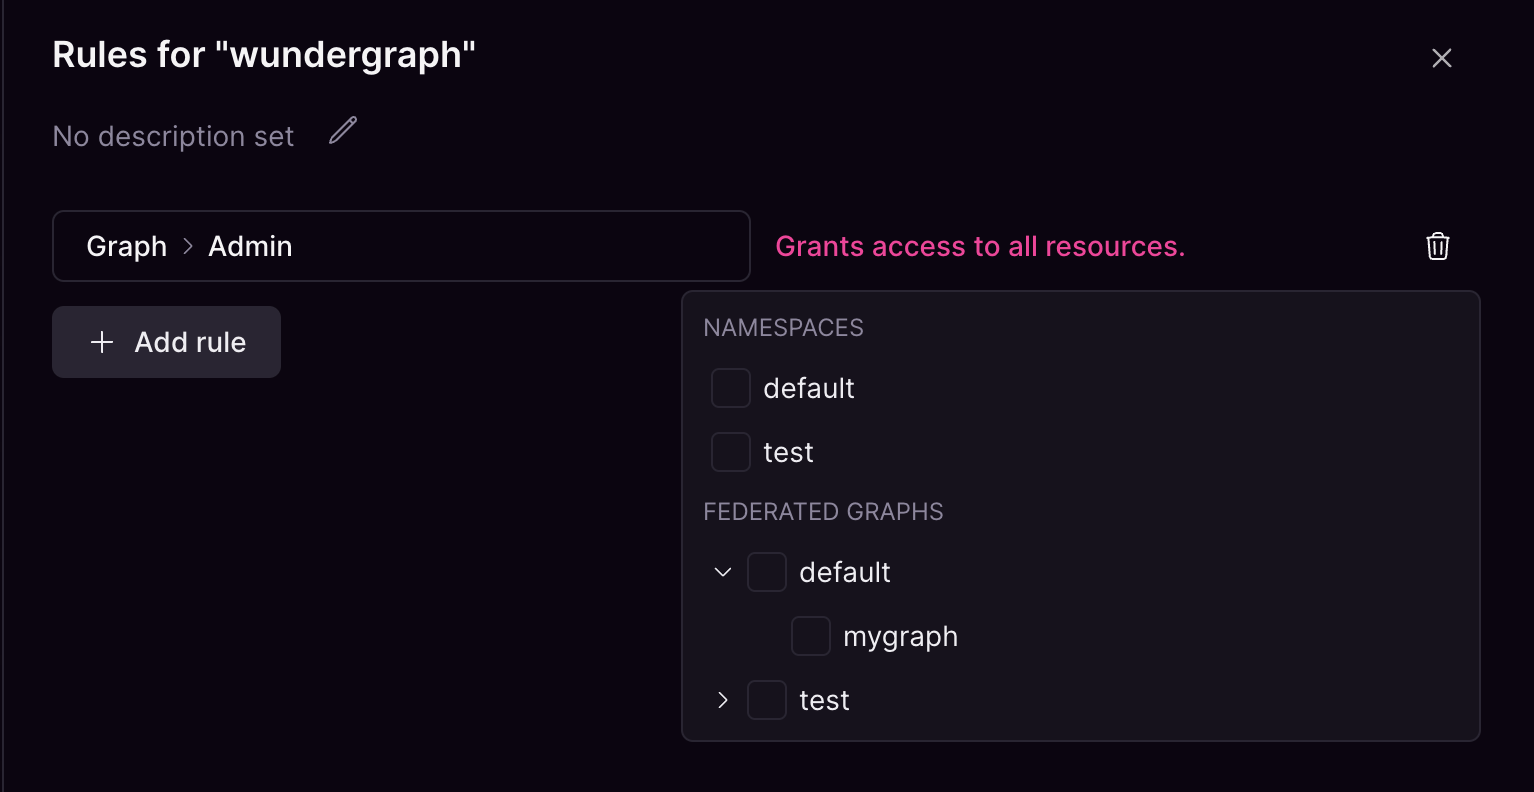 Rules for "wundergraph"
No description set
Graph > Admin
Grants access to all resources.
Add rule
NAMESPACES
default
test
FEDERATED GRAPHS
default
mygraph
test